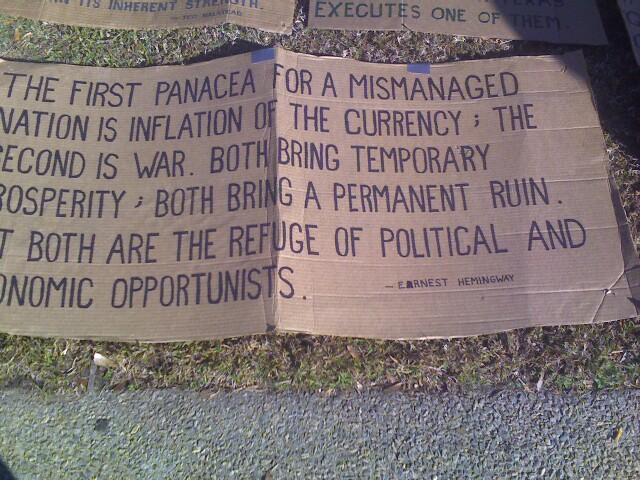 ITS INHERENT STRENGTH.
EXECUTES ONE OF THEM.
THE FIRST PANACEA FOR A MISMANAGED
NATION IS INFLATION OF THE CURRENCY; THE
SECOND IS WAR. BOTH BRING TEMPORARY
ROSPERITY; BOTH BRING A PERMANENT RUIN.
T BOTH ARE THE REFUGE OF POLITICAL AND
ONOMIC OPPORTUNISTS.
- EARNEST HEMINGWAY